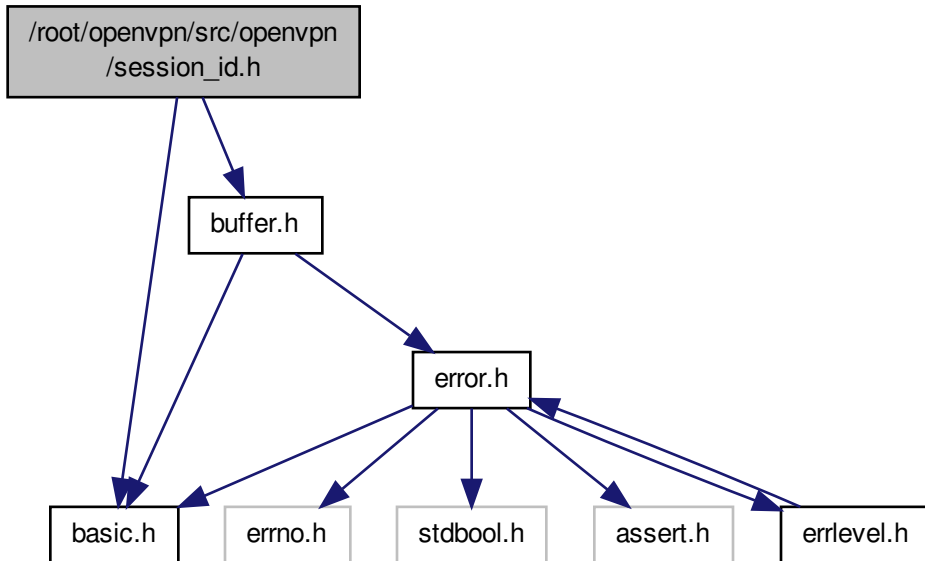 /root/openvpn/src/openvpn
/session_id.h
buffer.h
error.h
basic.h
errno.h
stdbool.h
assert.h
errlevel.h